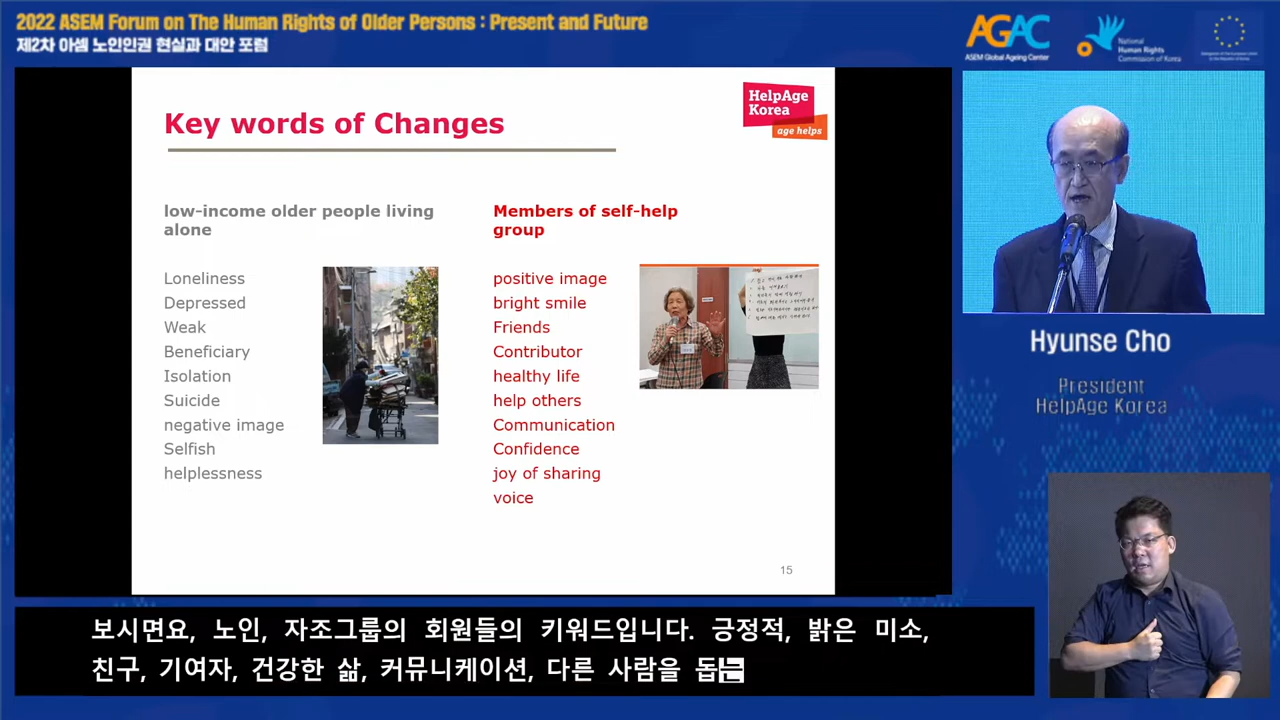 2022 ASEM Forum on The Human Rights of Older Persons : Present and Future
제2차 아셈 노인인권 현실과 대안 포럼
AGAC
ASEM Global Ageing Center
National
Human Rights
Commission of Korea
HelpAge
Korea
age helps
Key words of Changes
low-income older people living
alone
Loneliness
Depressed
Weak
Beneficiary
Isolation
Suicide
negative image
Selfish
helplessness
Members of self-help
group
positive image
bright smile
Friends
Contributor
healthy life
help others
Communication
Confidence
joy of sharing
voice
15
Hyunse Cho
President
HelpAge Korea
보시면요, 노인, 자조그룹의 회원들의 키워드입니다. 긍정적, 밝은 미소,
친구, 기여자, 건강한 삶, 커뮤니케이션, 다른 사람을 돕는